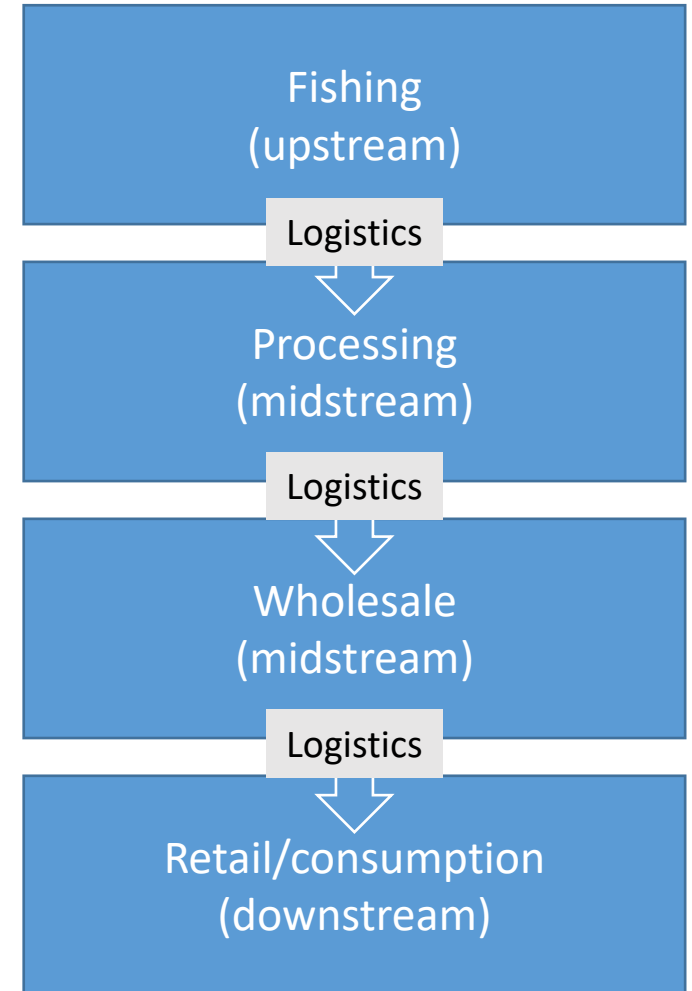 Fishing
(upstream)
Logistics
Processing
(midstream)
Logistics
Wholesale
(midstream)
Logistics
Retail/consumption
(downstream)